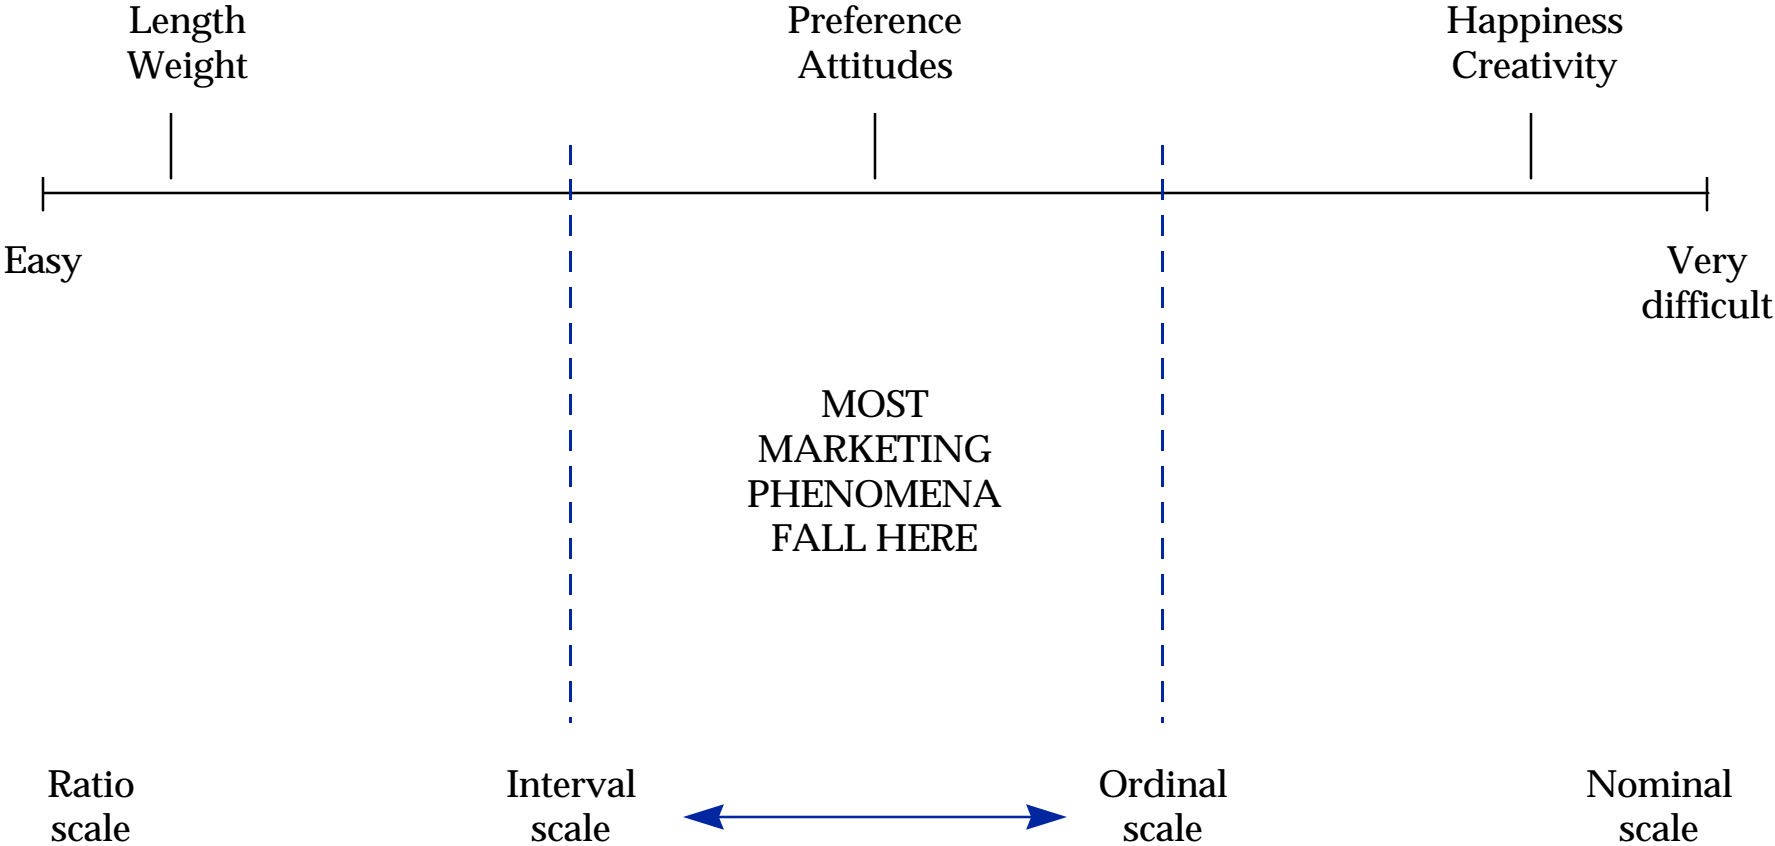 Length
Weight
Preference
Attitudes
Happiness
Creativity
Easy
Very
difficult
MOST
MARKETING
PHENOMENA
FALL HERE
Ratio
scale
Interval
scale
Ordinal
scale
Nominal
scale